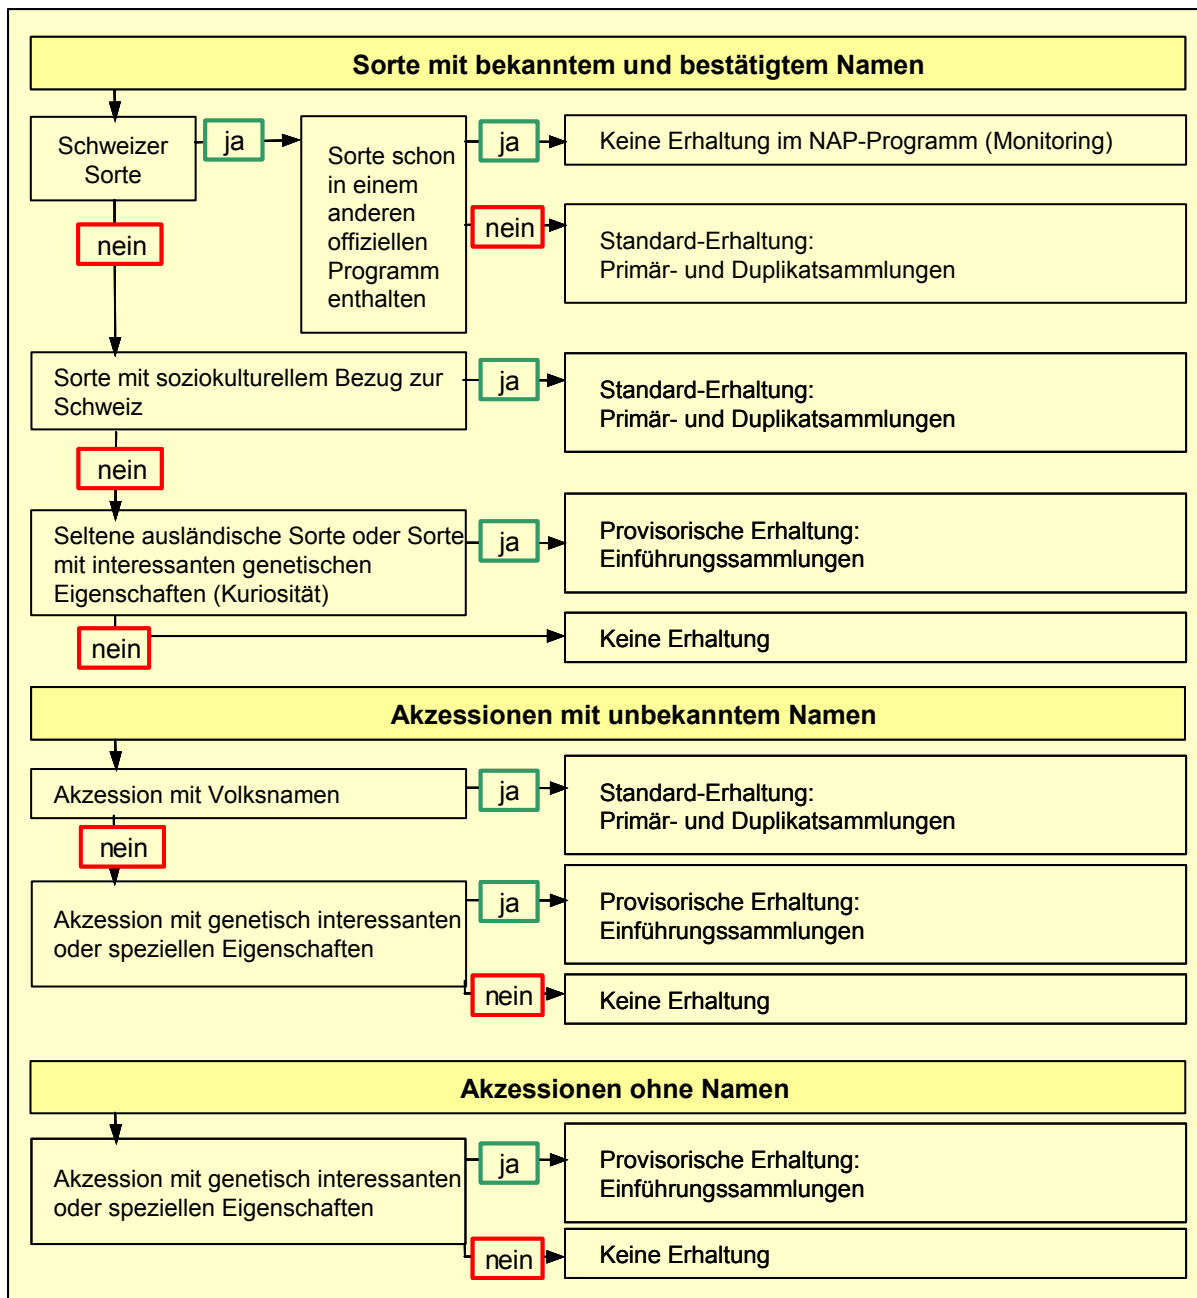 Sorte mit bekanntem und bestätigtem Namen
Schweizer
Sorte
ja
Sorte schon
in einem
anderen
offiziellen
Programm
enthalten
ja
Keine Erhaltung im NAP-Programm (Monitoring)
nein
Standard-Erhaltung:
Primär- und Duplikatsammlungen
nein
Sorte mit soziokulturellem Bezug zur
Schweiz
ja
Standard-Erhaltung:
Primär- und Duplikatsammlungen
nein
Seltene ausländische Sorte oder Sorte
mit interessanten genetischen
Eigenschaften (Kuriosität)
ja
Provisorische Erhaltung:
Einführungssammlungen
nein
Keine Erhaltung
Akzessionen mit unbekanntem Namen
Akzession mit Volksnamen
ja
Standard-Erhaltung:
Primär- und Duplikatsammlungen
nein
Akzession mit genetisch interessanten
oder speziellen Eigenschaften
ja
Provisorische Erhaltung:
Einführungssammlungen
nein
Keine Erhaltung
Akzessionen ohne Namen
Akzession mit genetisch interessanten
oder speziellen Eigenschaften
ja
Provisorische Erhaltung:
Einführungssammlungen
nein
Keine Erhaltung